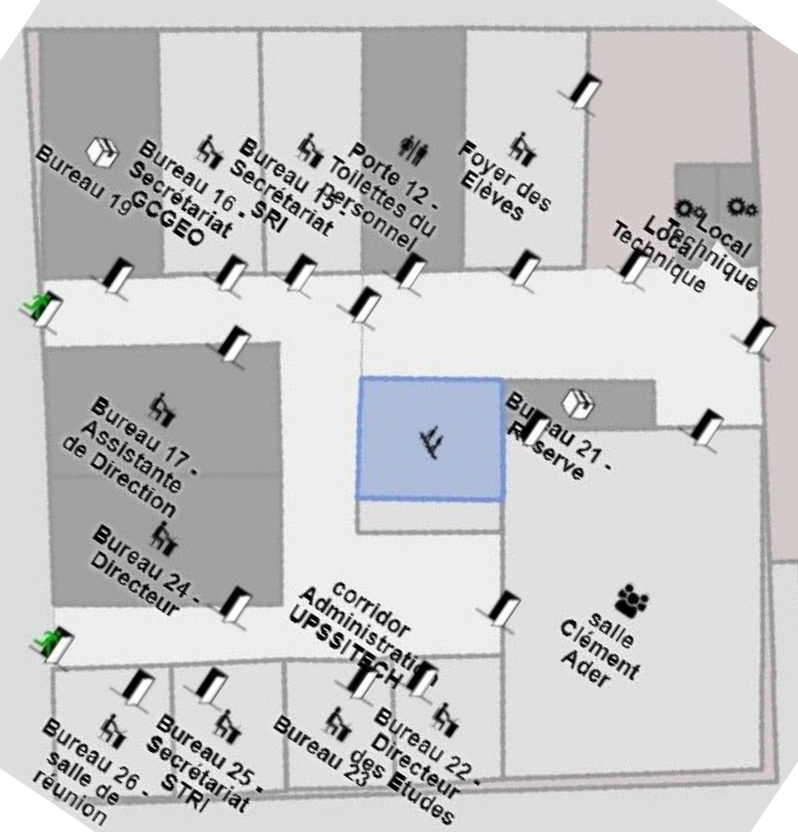 Bureau 19
Bureau 16 -
Secrétariat
GCGEO
Bureau 15 -
Secrétariat
SRI
Porte 12 -
Toilettes du
personnel
Foyer des
Elèves
Local
Technique
Local
Technique
Bureau 17 -
Assistante
de Direction
Bureau 21 -
Réserve
Bureau 24 -
Directeur
corridor
Administration
UPSSITECH
salle
Clément
Ader
Bureau 26 -
salle de
réunion
Bureau 25 -
Secrétariat
STRI
Bureau 23
Bureau 22 -
Directeur
des Etudes